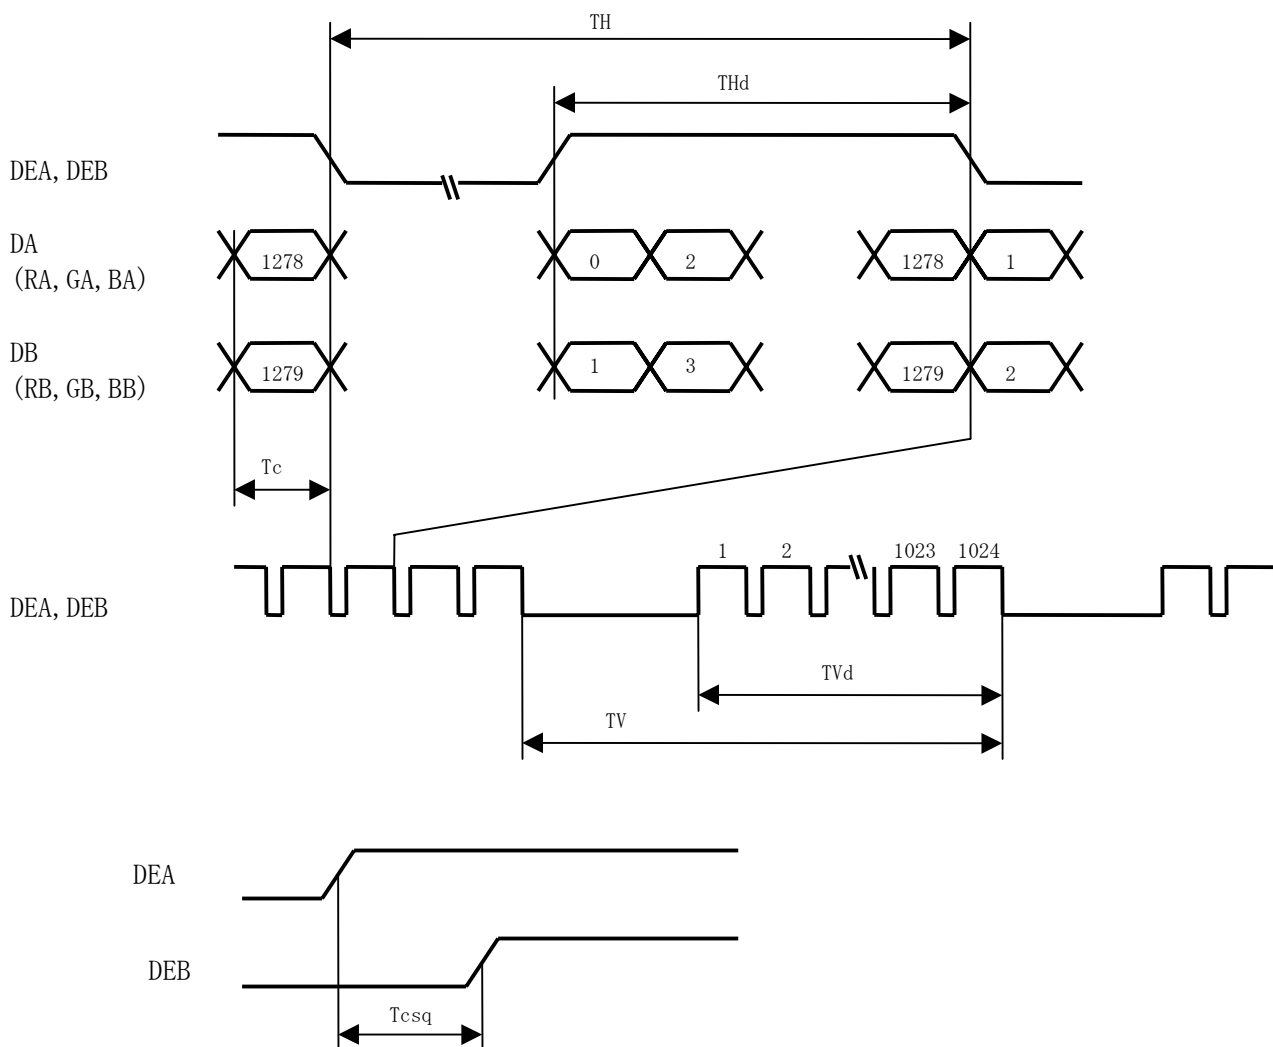 TH
THd
DEA, DEB
DA
(RA, GA, BA)
1278 0 2 1278 1
DB
(RB, GB, BB)
1279 1 3 1279 2
Tc
1 2 1023 1024
DEA, DEB
TVd
TV
DEA
DEB
Tcsq